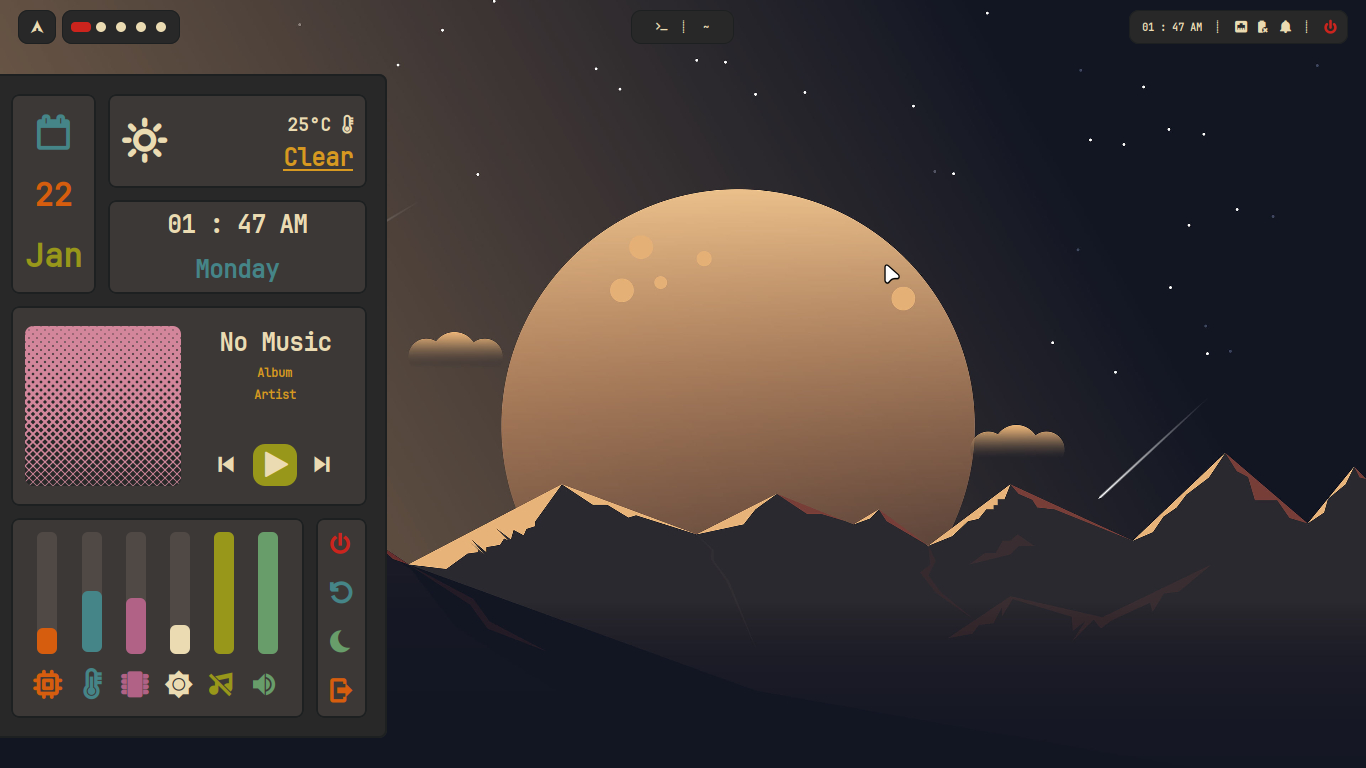 >_ ┊ ~
01 : 47 AM
22
Jan
25°C
Clear
01 : 47 AM
Monday
No Music
Album
Artist